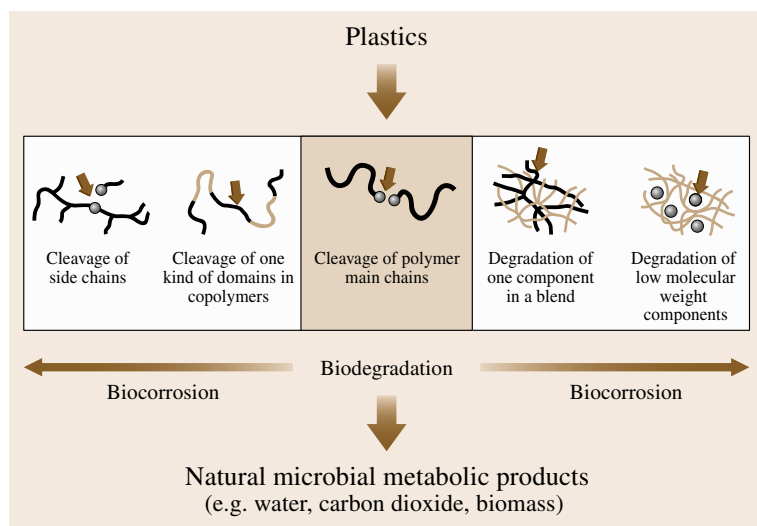 Plastics
Cleavage of
side chains
Cleavage of one
kind of domains in
copolymers
Cleavage of polymer
main chains
Degradation of
one component
in a blend
Degradation of
low molecular
weight
components
Biodegradation
Biocorrosion
Biocorrosion
Natural microbial metabolic products
(e.g. water, carbon dioxide, biomass)